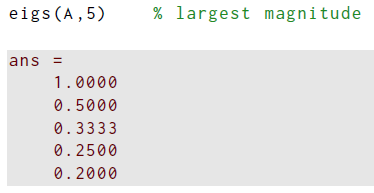 eigs(A,5)    % largest magnitude
ans =
    1.0000
    0.5000
    0.3333
    0.2500
    0.2000